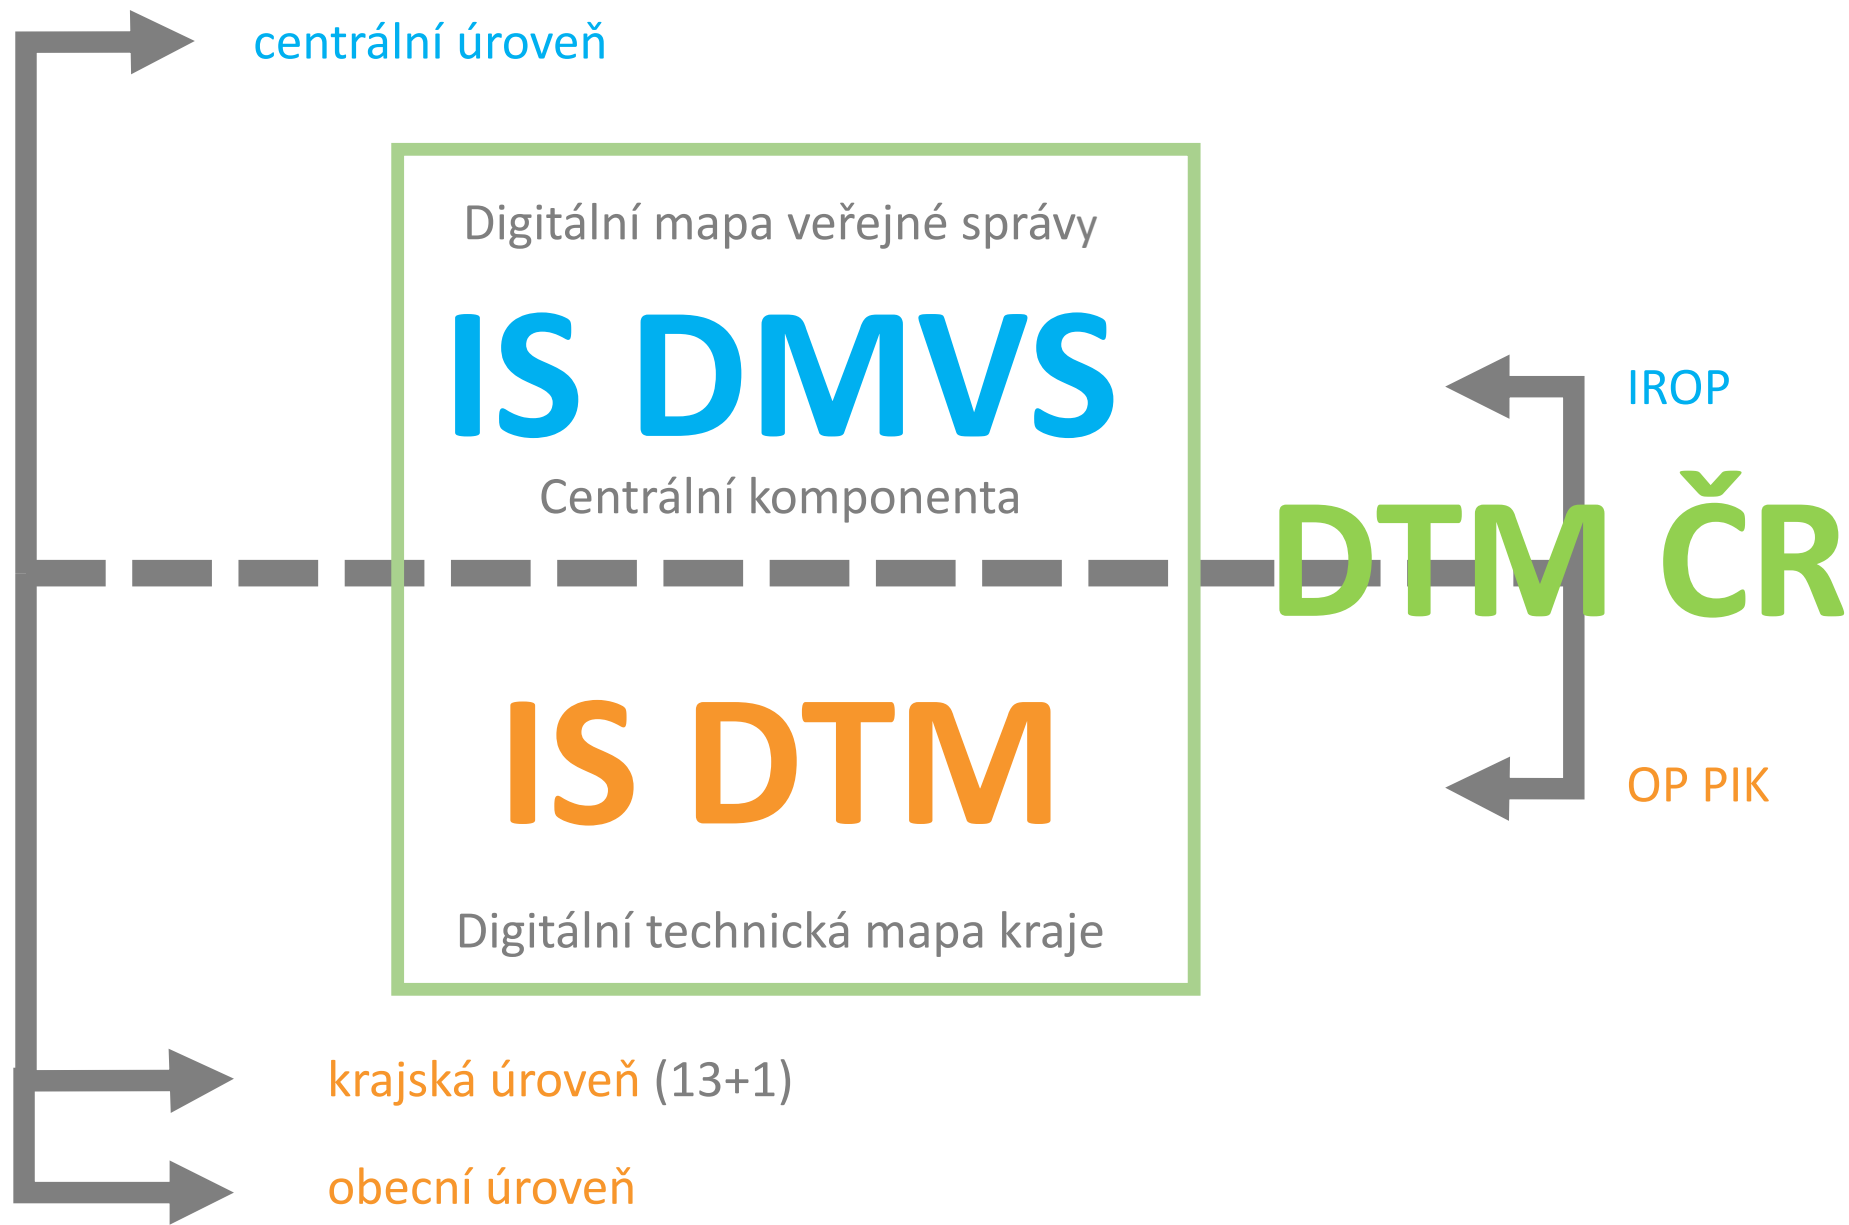 centrální úroveň
Digitální mapa veřejné správy
IS DMVS
IROP
Centrální komponenta
DTM ČR
IS DTM
OP PIK
Digitální technická mapa kraje
krajská úroveň (13+1)
obecní úroveň